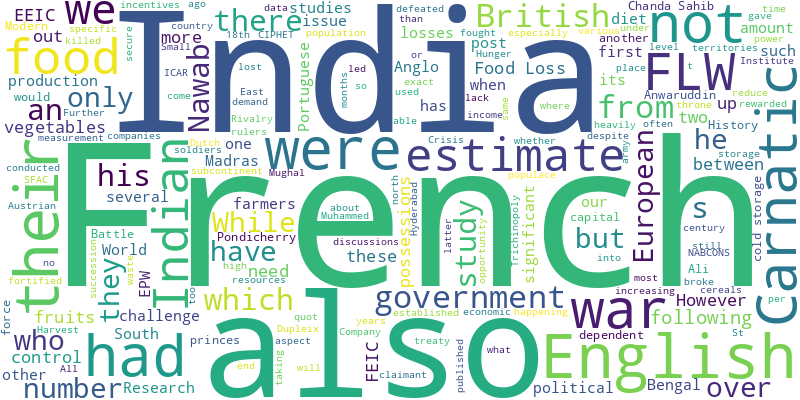 India
French
also
English
Carnatic
war
were
estimate
had
their
Indian
not
we
food
FLW
from
British
there
European
government
over
number
who
which
have
While
his
they
but
s
he
study
an
only
Nawab
possessions
significant
following
However
Anglo
Food Loss
between
two
up
more
out
issue
losses
studies
diet
amount
first
such
its
has
when
post
another
EEIC
production
would
vegetables
Portuguese
Chanda Sahib
incentives
ago
Modern
country
killed
Small
ICAR
data
CIPHET
18th
population
defeated
than
or
exact
used
months
led
so
able
fought
especially
Various
under
Hunger
level
territories
reduce
time
gave
power
secure
specific
come
lost
East
demand
Rivalry
rulers
Further
measurement
companies
Dutch
subcontinent
Mughal
soldiers
one
Madras
lack
income
same
where
Crisis
often
heavily
despite
whether
army
place
t
Institute
Anwaruddin
throne
rewarded
History
storage
populace
conducted
SFAC
Austrian
several
farmers
Pondicherry
Battle
World
EPW
fruits
challenge
no
fortified
succession
waste
high
need
resources
about
Muhammed
north
Hyderabad
discussions
these
latter
opportunity
Trichinopoly
our
capital
into
century
still
NABCONS
Ali
broke
cold storage
most
increasing
cereals
per
dependent
St
political
Bengal
economic
happening
established
treaty
published
what
claimant
years
Company
FEIC
quot
Dupleix
aspect
taking
will
end
too
princes
South
control
other
Research
All
Harvest
force